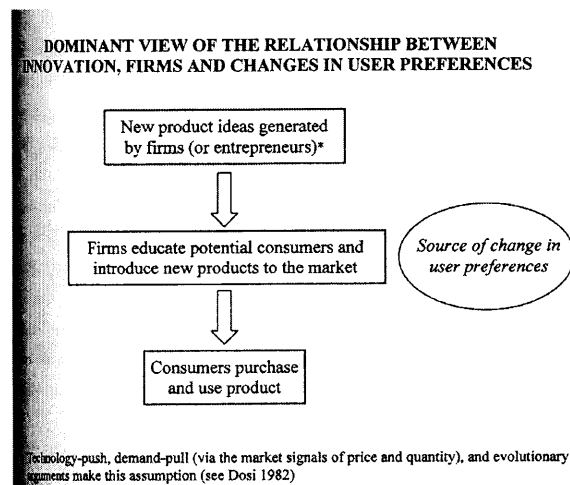 DOMINANT VIEW OF THE RELATIONSHIP BETWEEN
INNOVATION, FIRMS AND CHANGES IN USER PREFERENCES
New product ideas generated
by firms (or entrepreneurs)*
Firms educate potential consumers and
introduce new products to the market
Source of change in
user preferences
Consumers purchase
and use product
Technology-push, demand-pull (via the market signals of price and quantity), and evolutionary
make this assumption (see Dosi 1982)